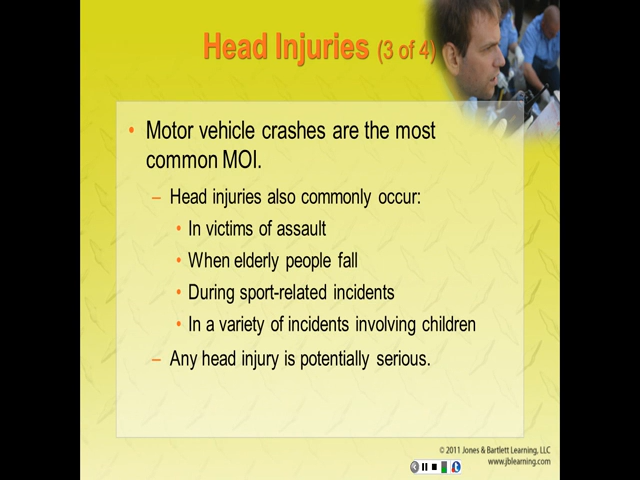 Head Injuries (3 of 4)
• Motor vehicle crashes are the most
common MOI.
– Head injuries also commonly occur:
• In victims of assault
• When elderly people fall
• During sport-related incidents
• In a variety of incidents involving children
– Any head injury is potentially serious.
© 2011 Jones & Bartlett Learning, LLC
www.jblearning.com